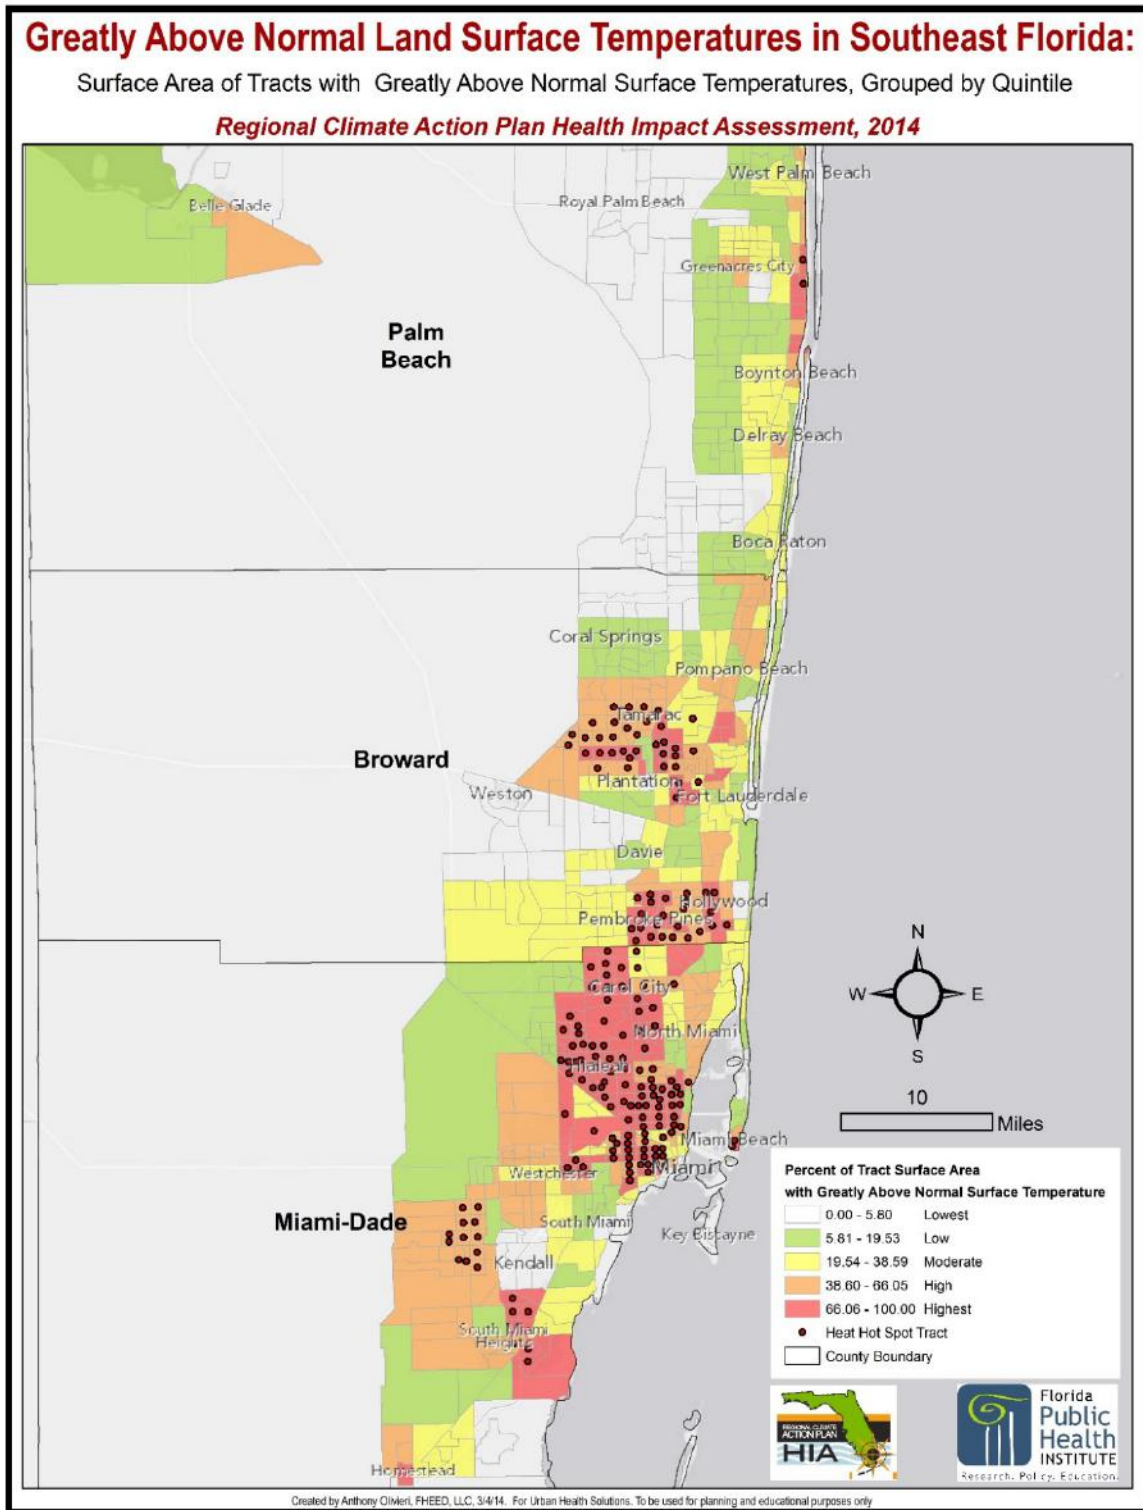 Greatly Above Normal Land Surface Temperatures in Southeast Florida:
Surface Area of Tracts with Greatly Above Normal Surface Temperatures, Grouped by Quintile
Regional Climate Action Plan Health Impact Assessment, 2014
West Palm Beach
Belle Glade
Royal Palm Beach
Greenacres City
Palm
Beach
Boynton Beach
Delray Beach
Boca Raton
Coral Springs
Pompano Beach
Tamarac
Broward
Plantation
Weston
Fort Lauderdale
Davie
Hollywood
Pembroke Pines
N
W
E
S
Carol City
North Miami
Hialeah
10
Miles
Miami Beach
Miami
Westchester
Miami-Dade
South Miami
Key Biscayne
Kendall
South Miami
Heights
Homestead
Percent of Tract Surface Area
with Greatly Above Normal Surface Temperature
0.00 - 5.80 Lowest
5.81 - 19.53 Low
19.54 - 38.59 Moderate
38.60 - 66.05 High
66.06 - 100.00 Highest
Heat Hot Spot Tract
County Boundary
REGIONAL CLIMATE
ACTION PLAN
HIA
Florida
Public
Health
INSTITUTE
Research. Policy. Education.
Created by Anthony Olivieri, FHEED, LLC, 3/4/14. For Urban Health Solutions. To be used for planning and educational purposes only